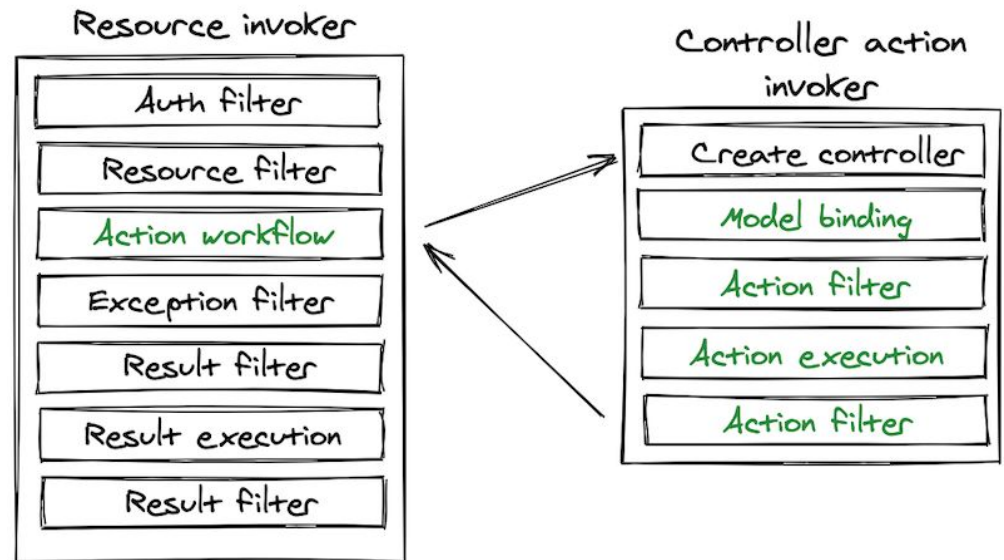 Resource invoker
Auth filter
Resource filter
Action workflow
Exception filter
Result filter
Result execution
Result filter
Controller action
invoker
Create controller
Model binding
Action filter
Action execution
Action filter